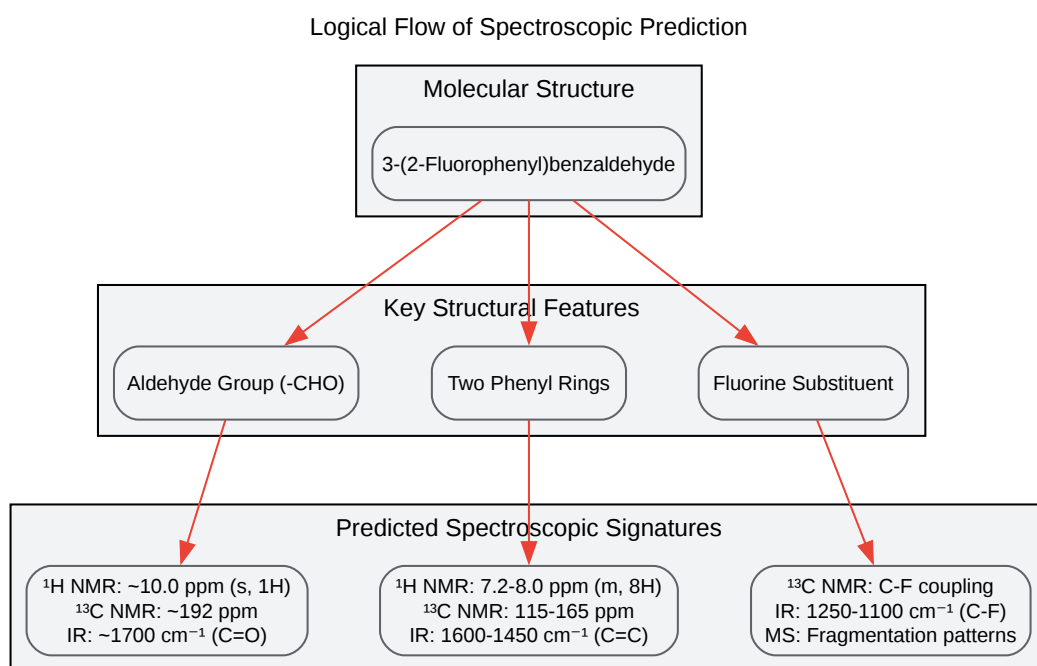 Logical Flow of Spectroscopic Prediction
Molecular Structure
3-(2-Fluorophenyl)benzaldehyde
Key Structural Features
Aldehyde Group (-CHO)
Two Phenyl Rings
Fluorine Substituent
Predicted Spectroscopic Signatures
¹H NMR: ~10.0 ppm (s, 1H)
¹³C NMR: ~192 ppm
IR: ~1700 cm⁻¹ (C=O)
¹H NMR: 7.2-8.0 ppm (m, 8H)
¹³C NMR: 115-165 ppm
IR: 1600-1450 cm⁻¹ (C=C)
¹³C NMR: C-F coupling
IR: 1250-1100 cm⁻¹ (C-F)
MS: Fragmentation patterns